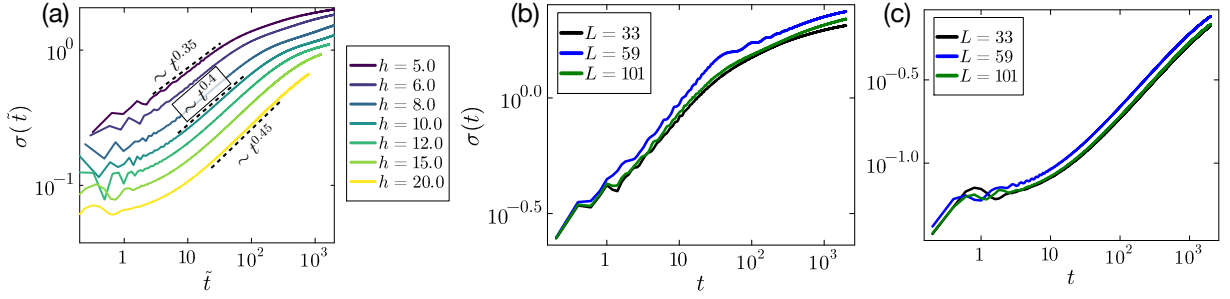 (a)
10^0
10^{-1}
σ(t̃)
∼ t^{0.35}
∼ t^{0.4}
∼ t^{0.45}
1
10
10^2
10^3
t̃
h = 5.0
h = 6.0
h = 8.0
h = 10.0
h = 12.0
h = 15.0
h = 20.0
(b)
L = 33
L = 59
L = 101
10^{0.0}
10^{-0.5}
σ(t)
1
10
10^2
10^3
t
(c)
L = 33
L = 59
L = 101
10^{-0.5}
10^{-1.0}
1
10
10^2
10^3
t